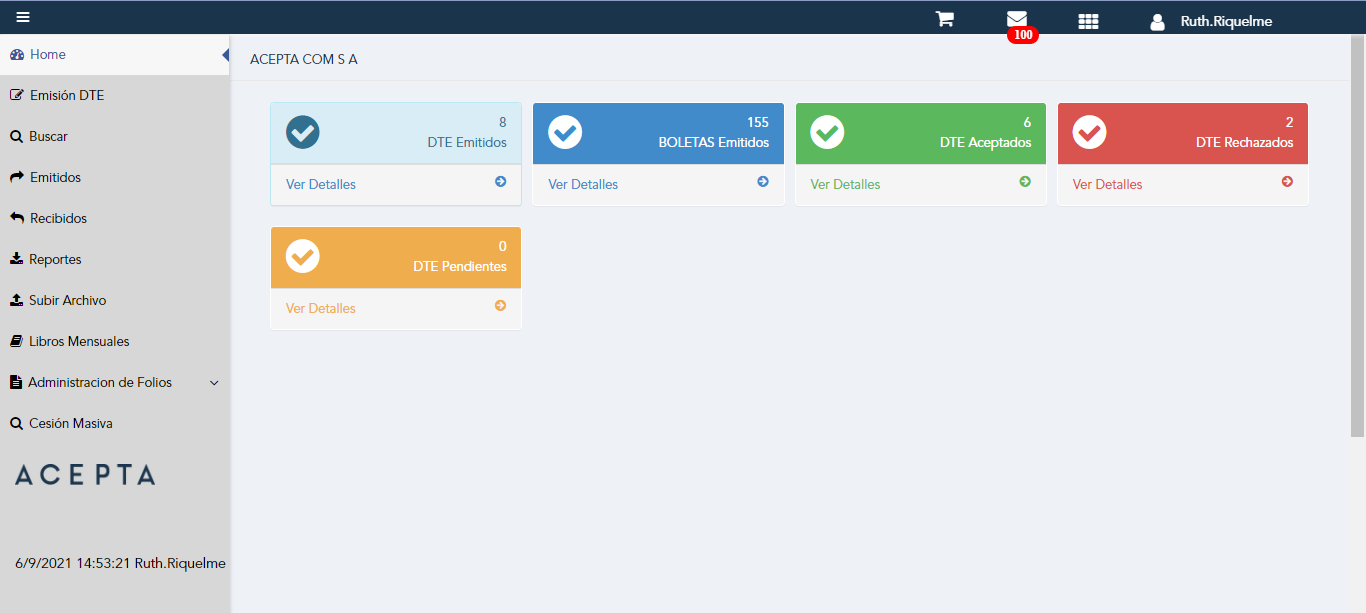 100
Ruth.Riquelme
Home
ACEPTA COM S A
Emisión DTE
Buscar
Emitidos
Recibidos
Reportes
Subir Archivo
Libros Mensuales
Administracion de Folios
Cesión Masiva
ACEPTA
6/9/2021 14:53:21 Ruth.Riquelme
8
DTE Emitidos
Ver Detalles
155
BOLETAS Emitidos
Ver Detalles
6
DTE Aceptados
Ver Detalles
2
DTE Rechazados
Ver Detalles
0
DTE Pendientes
Ver Detalles